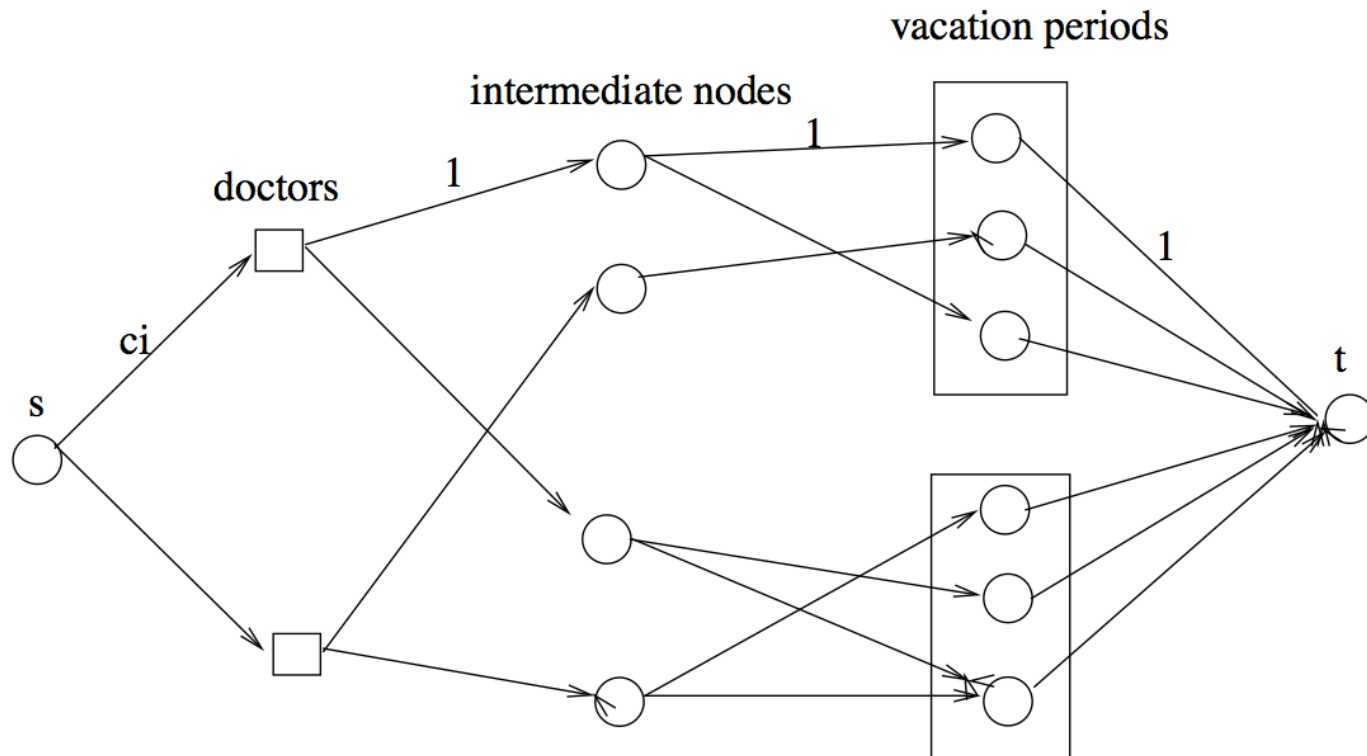 vacation periods
intermediate nodes
1
1
doctors
1
ci
s
t